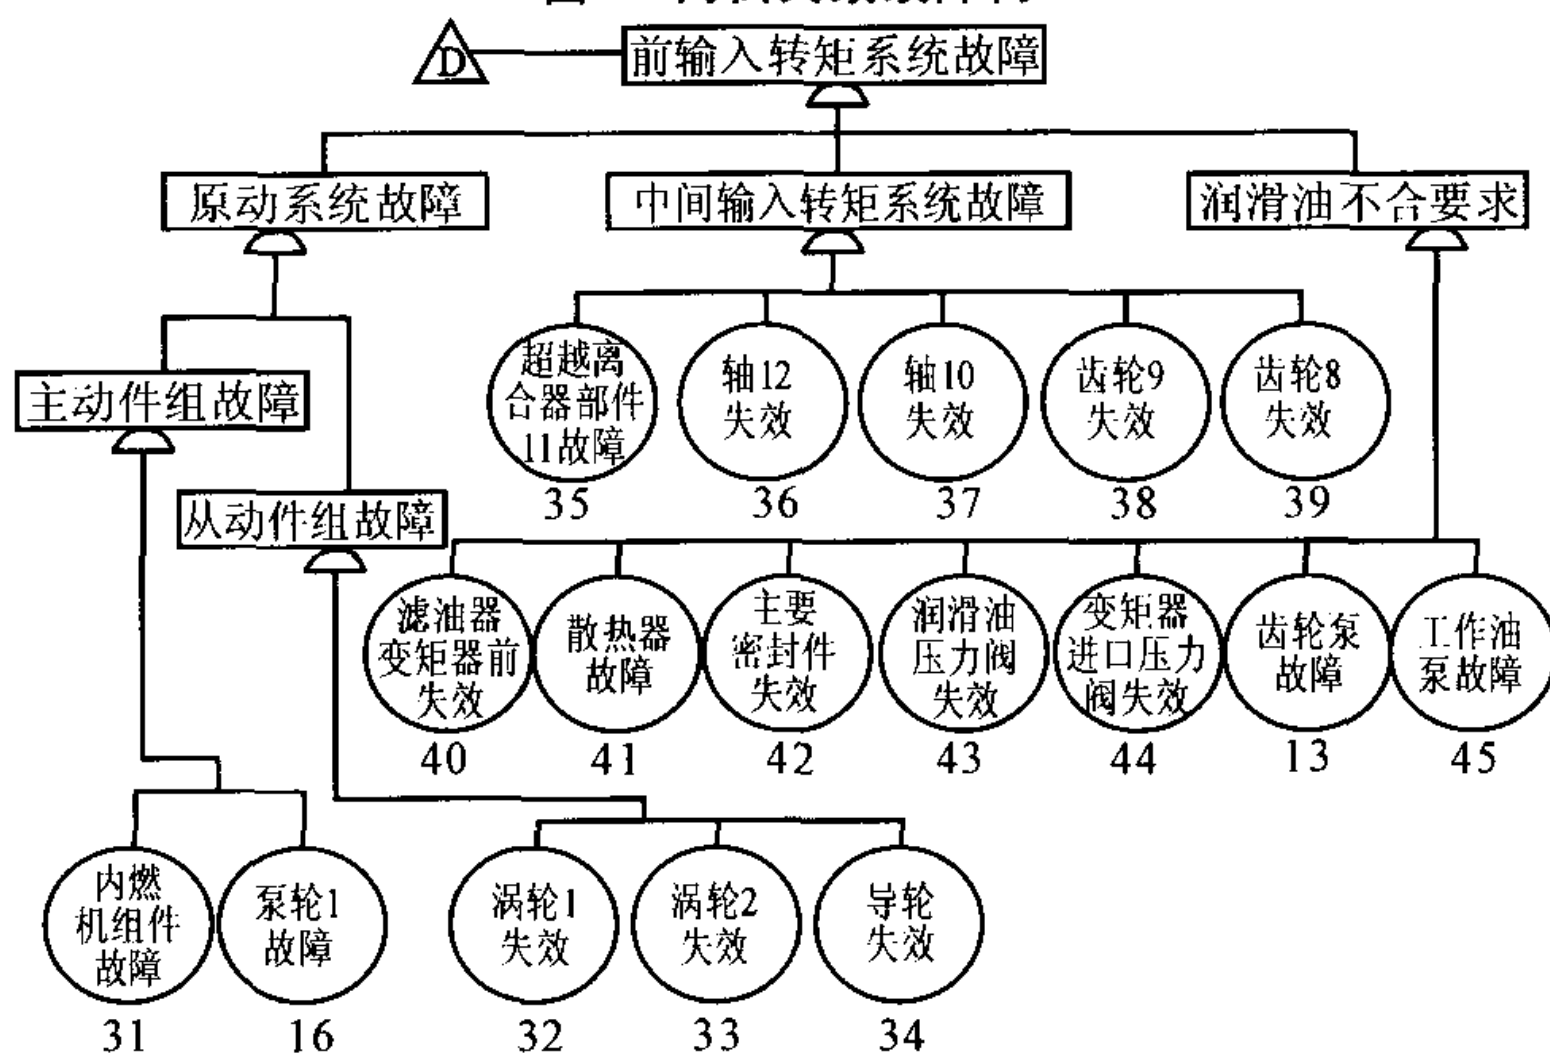 D
前输入转矩系统故障
原动系统故障
中间输入转矩系统故障
润滑油不合要求
主动件组故障
从动件组故障
超越离
合器部件
11故障
35
轴12
失效
36
轴10
失效
37
齿轮9
失效
38
齿轮8
失效
39
滤油器
变矩器前
失效
40
散热器
故障
41
主要
密封件
失效
42
润滑油
压力阀
失效
43
变矩器
进口压力
阀失效
44
齿轮泵
故障
13
工作油
泵故障
45
内燃
机组件
故障
31
泵轮1
故障
16
涡轮1
失效
32
涡轮2
失效
33
导轮
失效
34